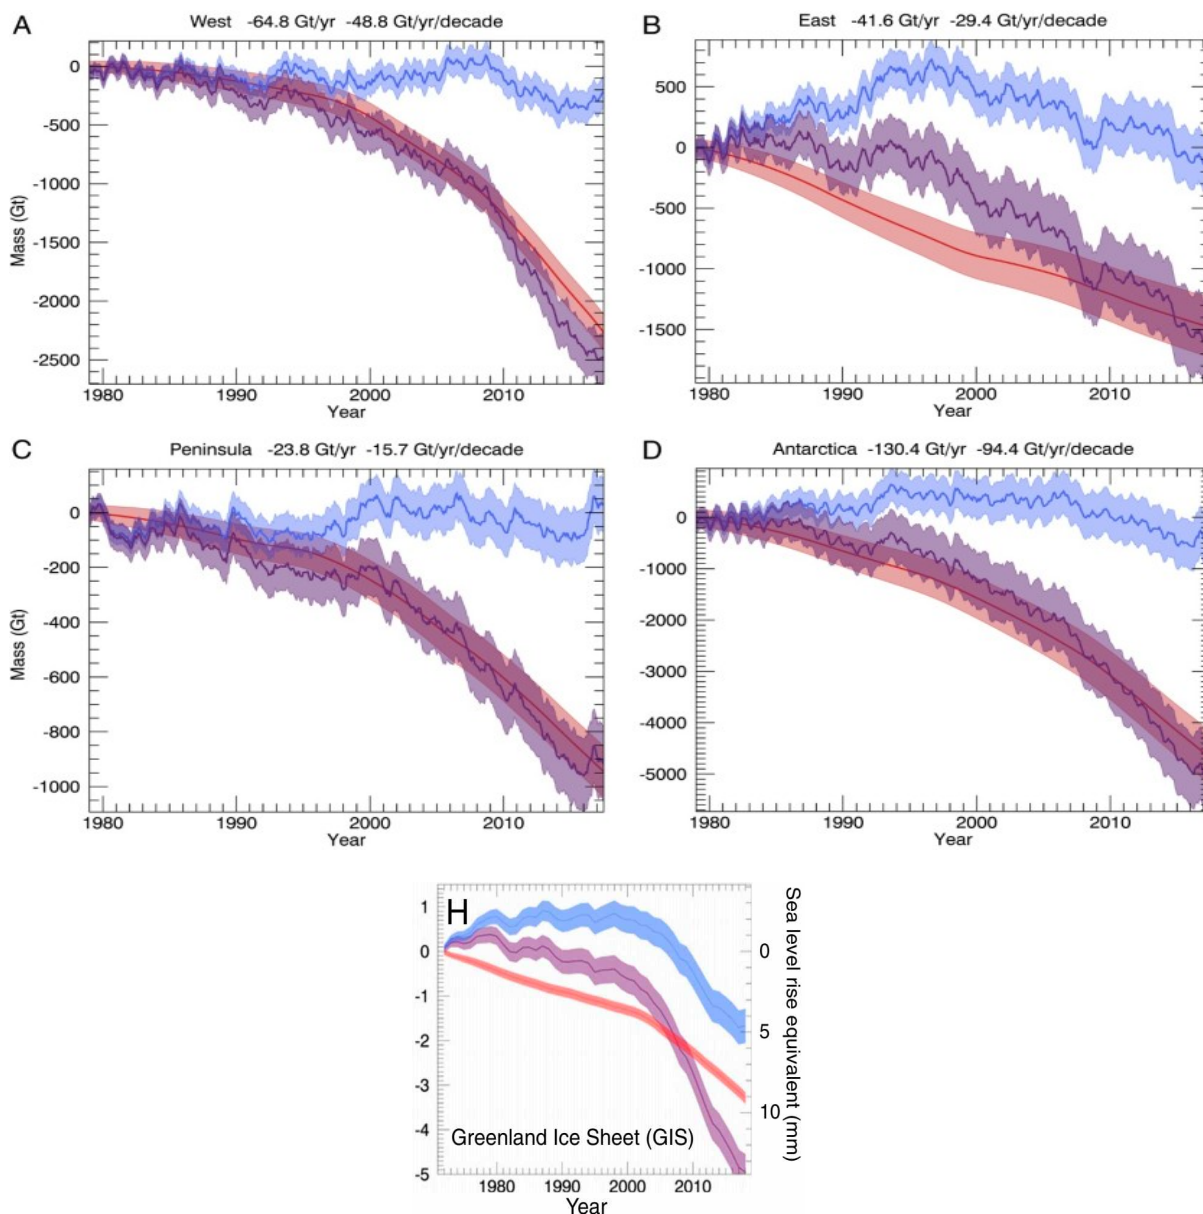 A West -64.8 Gt/yr -48.8 Gt/yr/decade
0
-500
-1000
-1500
-2000
-2500
Mass (Gt)
1980 1990 2000 2010
Year
B East -41.6 Gt/yr -29.4 Gt/yr/decade
500
0
-500
-1000
-1500
1980 1990 2000 2010
Year
C Peninsula -23.8 Gt/yr -15.7 Gt/yr/decade
0
-200
-400
-600
-800
-1000
Mass (Gt)
1980 1990 2000 2010
Year
D Antarctica -130.4 Gt/yr -94.4 Gt/yr/decade
0
-1000
-2000
-3000
-4000
-5000
1980 1990 2000 2010
Year
H
1
0
-1
-2
-3
-4
-5
0
5
10
Sea level rise equivalent (mm)
Greenland Ice Sheet (GIS)
1980 1990 2000 2010
Year